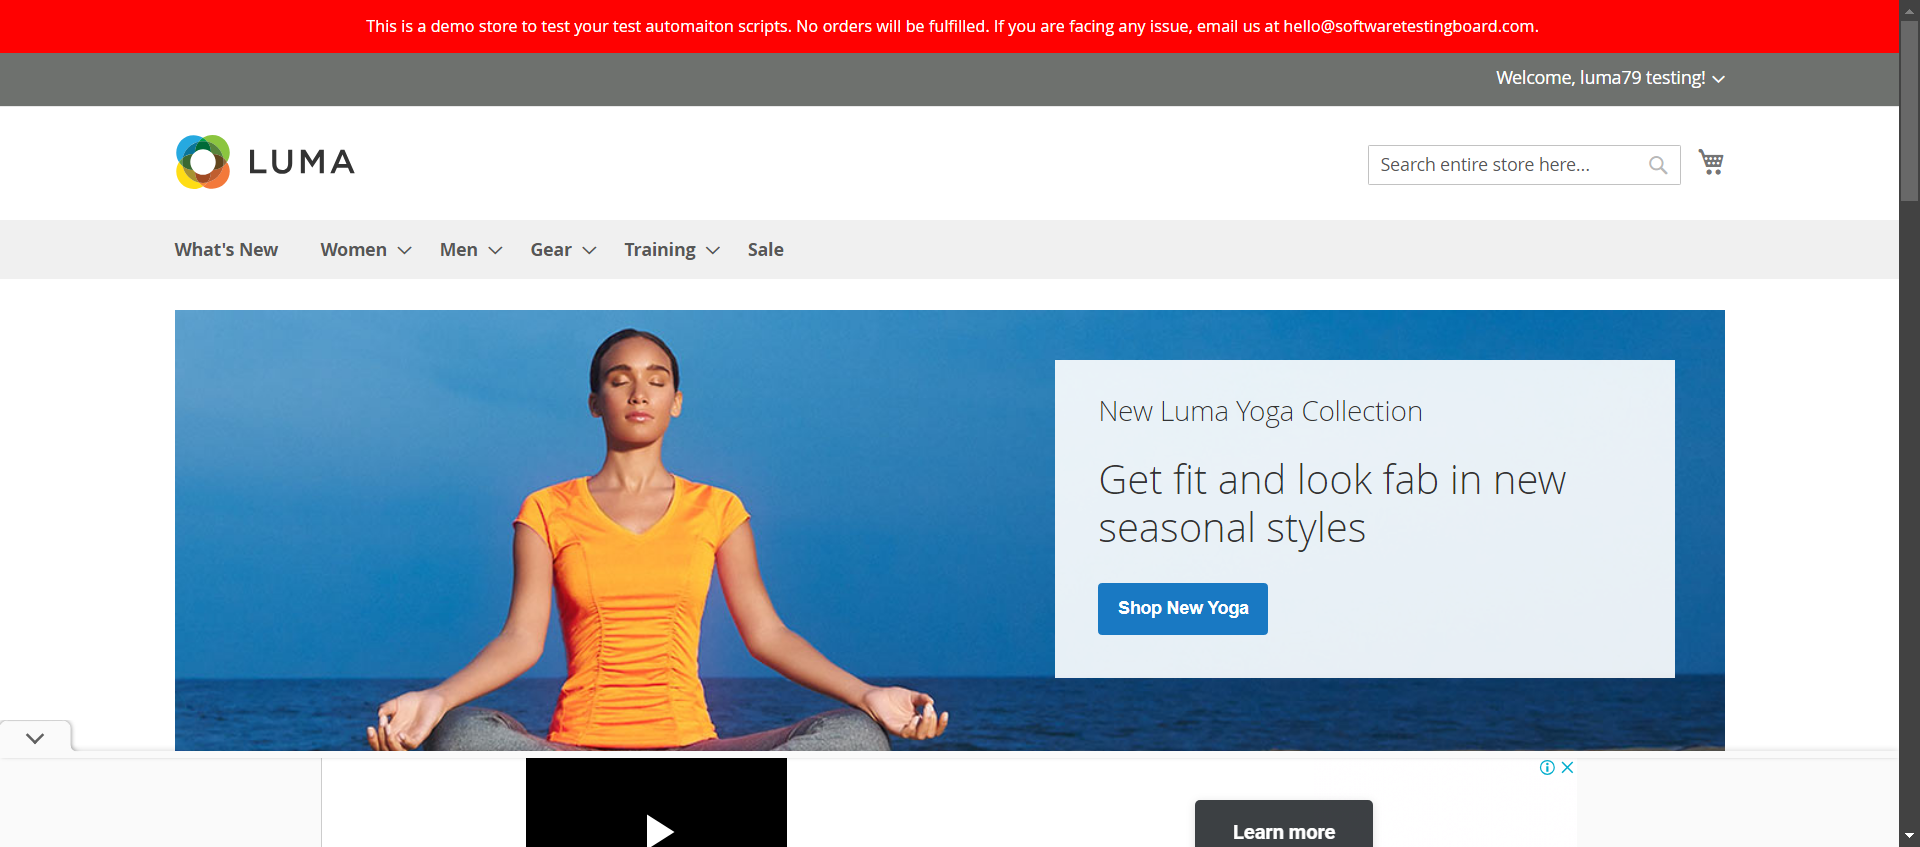 This is a demo store to test your test automaiton scripts. No orders will be fulfilled. If you are facing any issue, email us at hello@softwaretestingboard.com.
Welcome, luma79 testing!
LUMA
Search entire store here...
What's New
Women
Men
Gear
Training
Sale
New Luma Yoga Collection
Get fit and look fab in new
seasonal styles
Shop New Yoga
Learn more